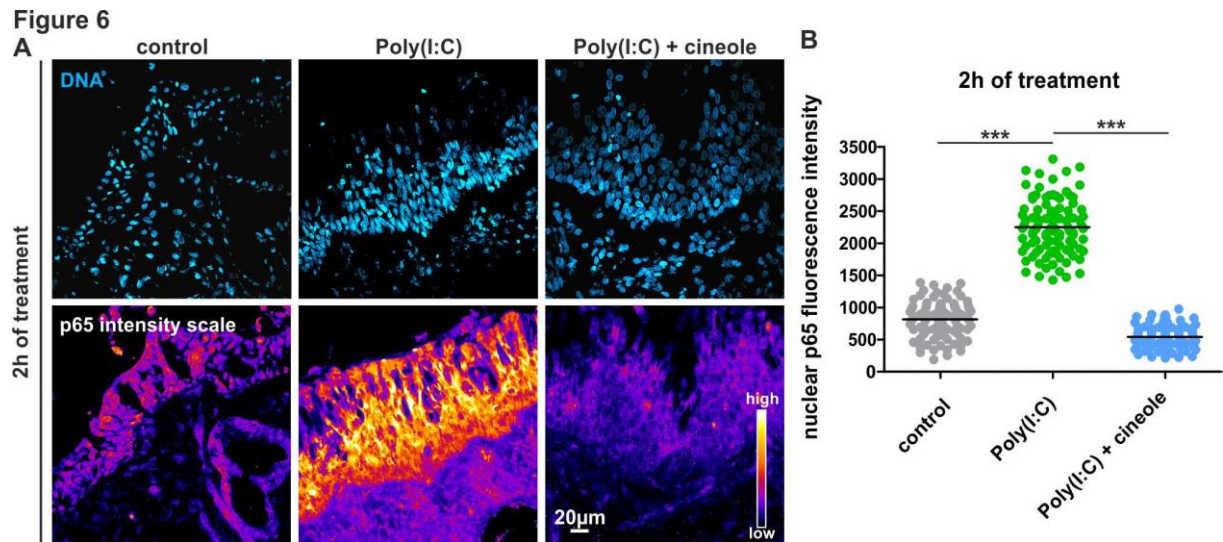 Figure 6
A
control
Poly(I:C)
Poly(I:C) + cineole
2h of treatment
DNA
p65 intensity scale
high
low
20µm
B
2h of treatment
nuclear p65 fluorescence intensity
***
***
3500
3000
2500
2000
1500
1000
500
0
control
Poly(I:C)
Poly(I:C) + cineole